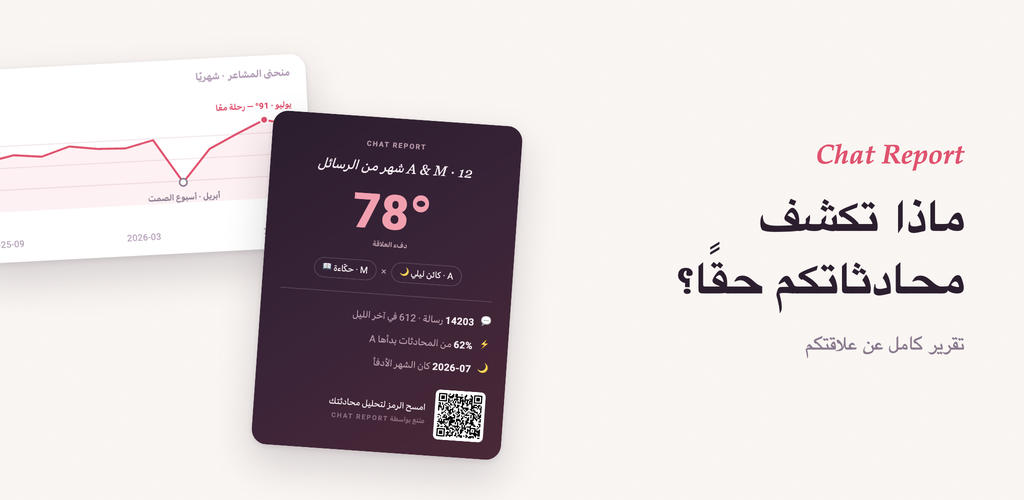 Chat Report
ماذا تكشف
محادثاتكم حقًا؟
تقرير كامل عن علاقتكم
CHAT REPORT
A & M · 12 شهر من الرسائل
78°
دفء العلاقة
A · كائن ليلي 🌙 × M · حكّاءة 📖
💬 14203 رسالة · 612 في آخر الليل
⚡ 62% من المحادثات بدأها A
🌙 2026-07 كان الشهر الأدفأ
امسح الرمز لتحليل محادثتك
صُنع بواسطة CHAT REPORT
منحنى المشاعر · شهريًا
يوليو · 91° — رحلة معًا
أبريل · أسبوع الصمت
25-09
2026-03